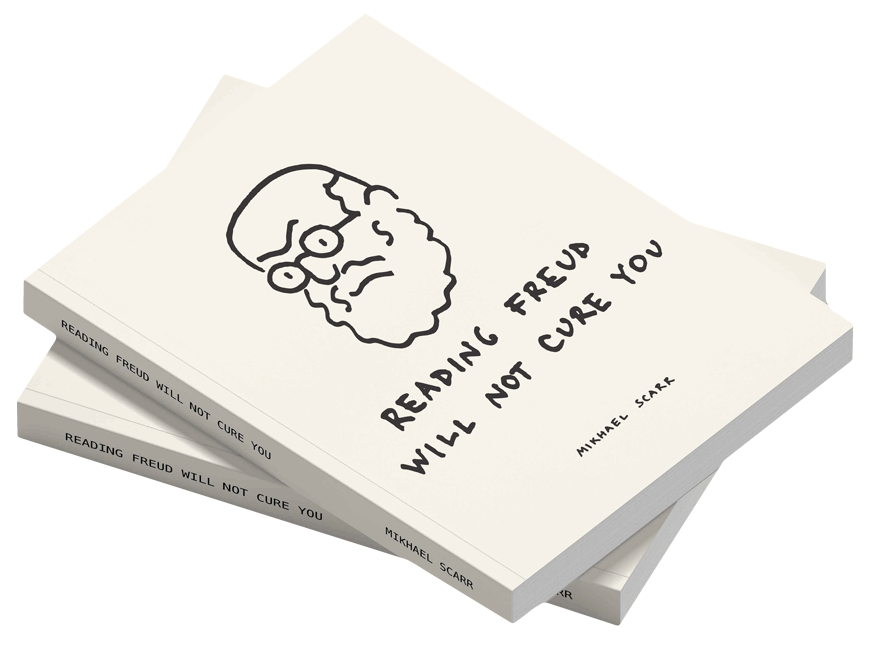 READING FREUD
WILL NOT CURE YOU
MIKHAEL SCARR
READING FREUD WILL NOT CURE YOU
MIKHAEL SCARR
READING FREUD WILL NOT CURE YOU
RR